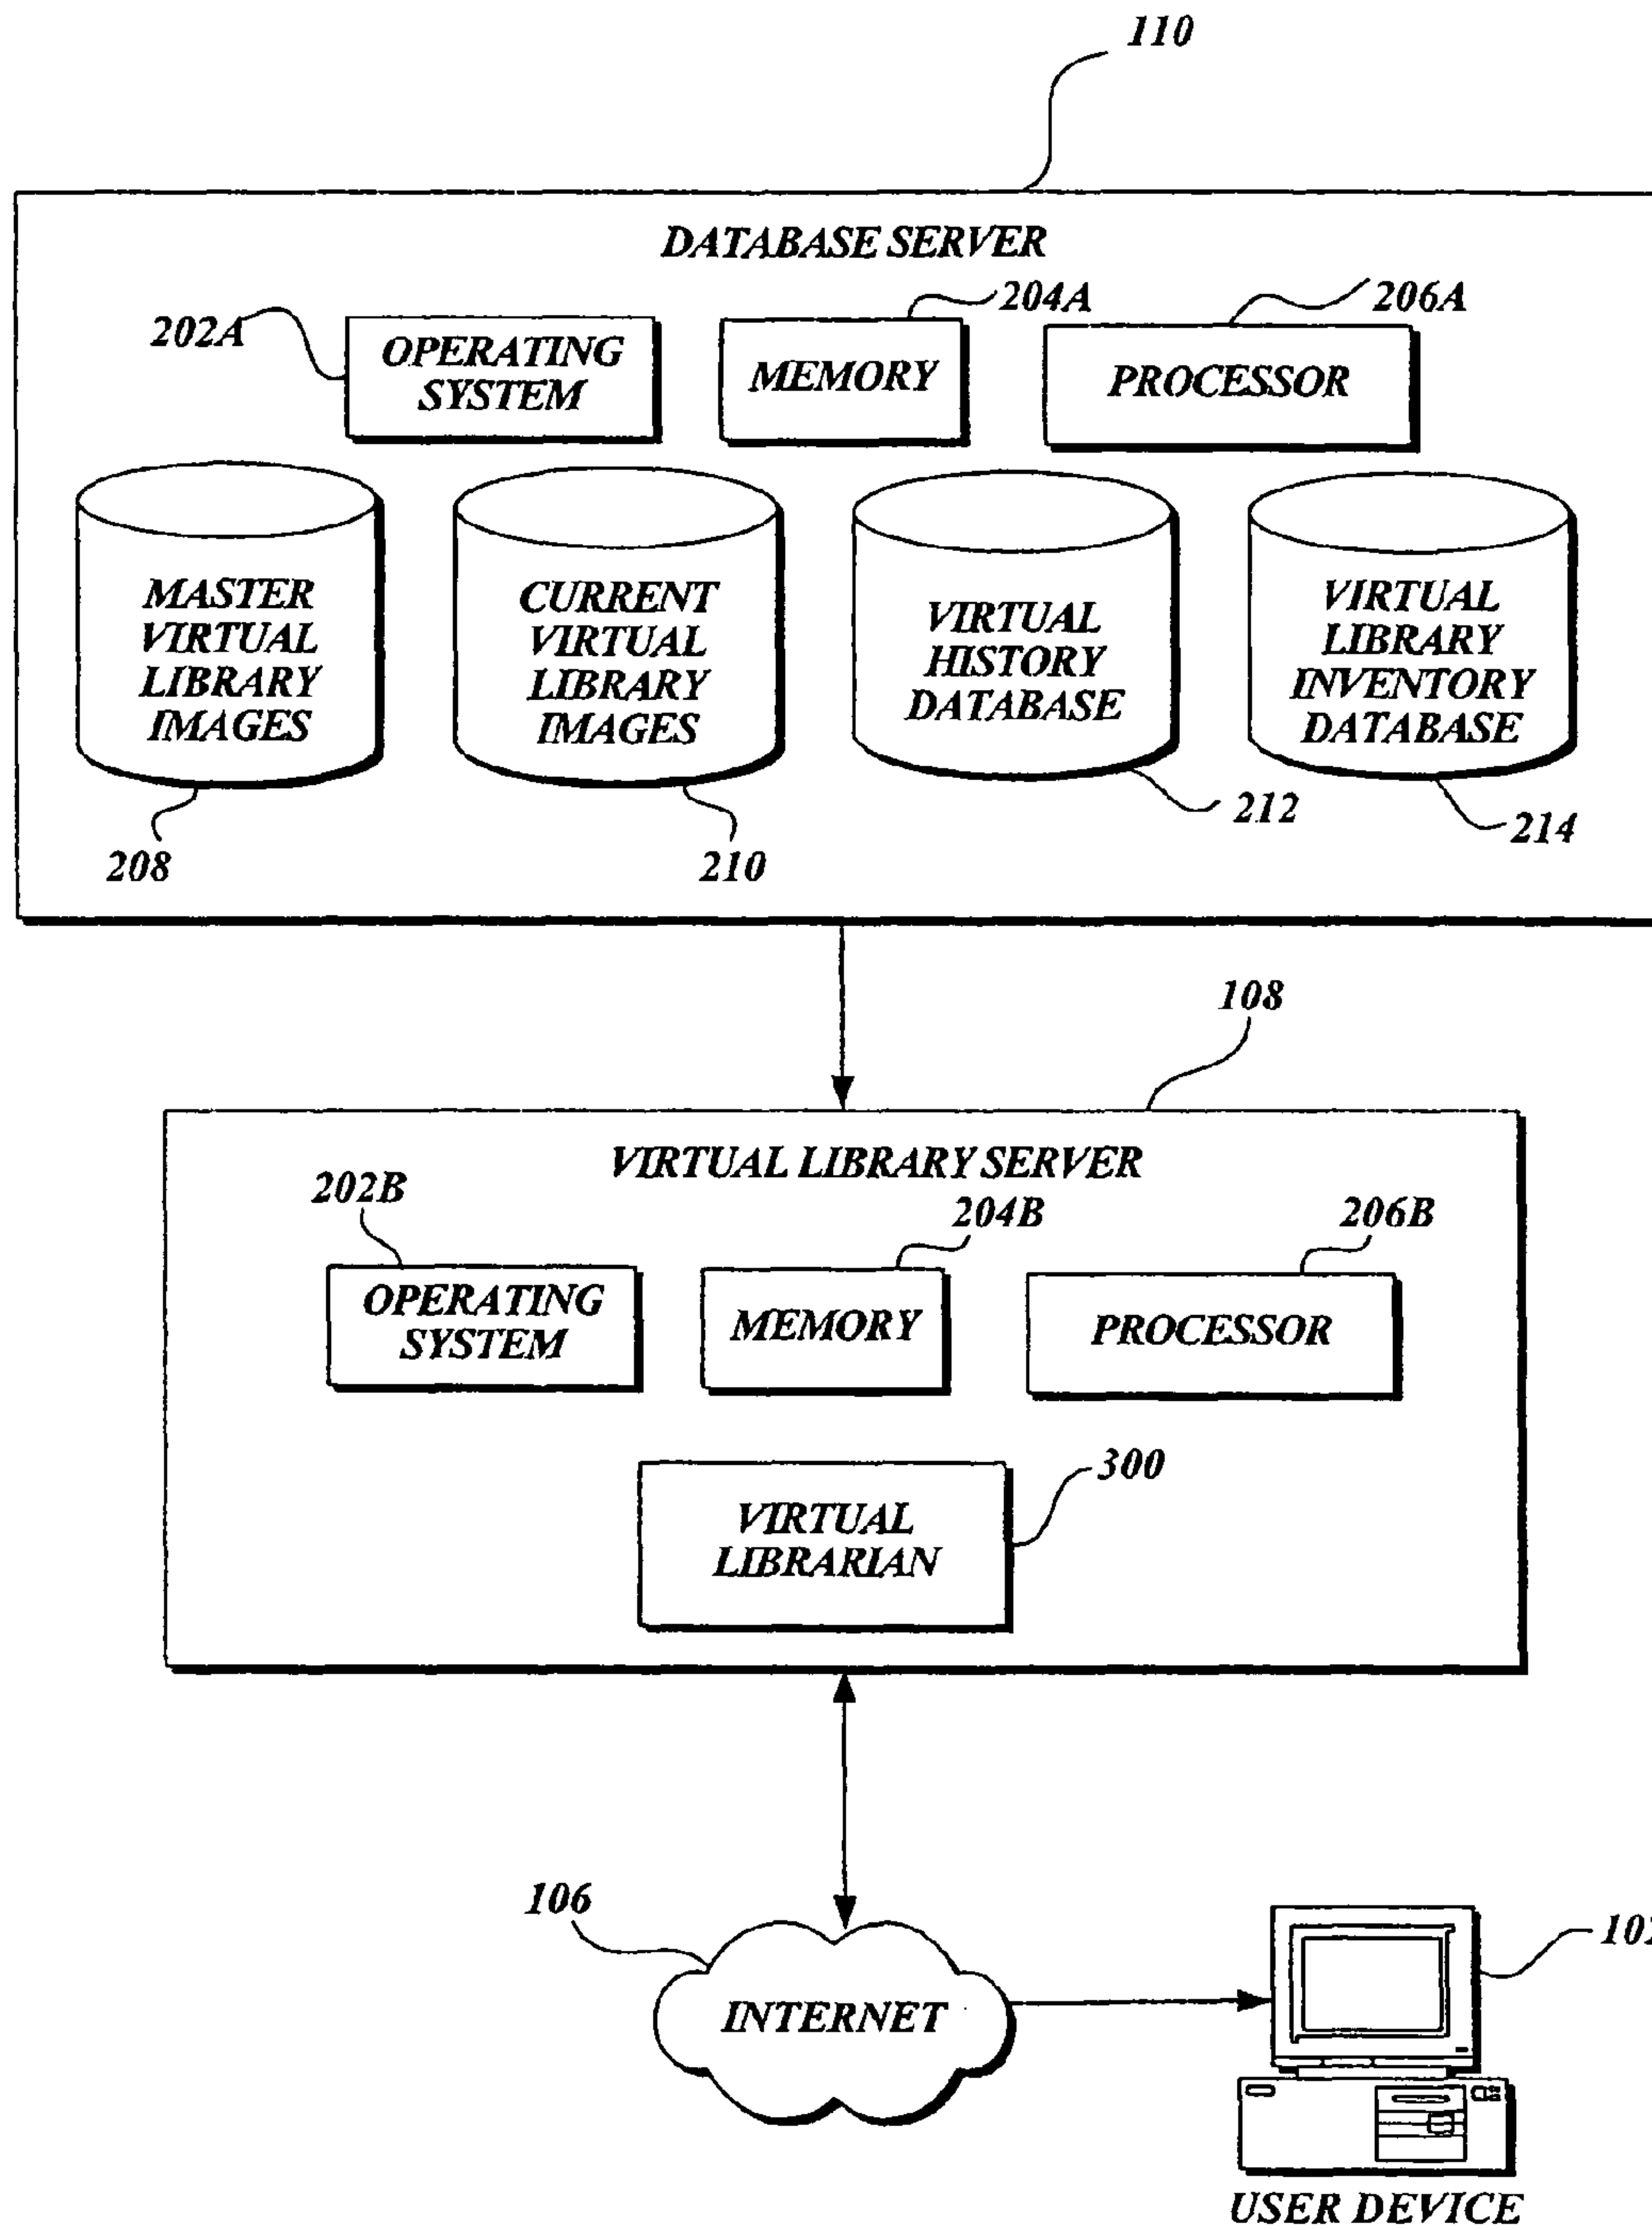 110
DATABASE SERVER
202A
204A
206A
OPERATING
SYSTEM
MEMORY
PROCESSOR
MASTER
VIRTUAL
LIBRARY
IMAGES
CURRENT
VIRTUAL
LIBRARY
IMAGES
VIRTUAL
HISTORY
DATABASE
VIRTUAL
LIBRARY
INVENTORY
DATABASE
208
210
212
214
108
VIRTUAL LIBRARY SERVER
202B
204B
206B
OPERATING
SYSTEM
MEMORY
PROCESSOR
300
VIRTUAL
LIBRARIAN
106
INTERNET
USER DEVICE